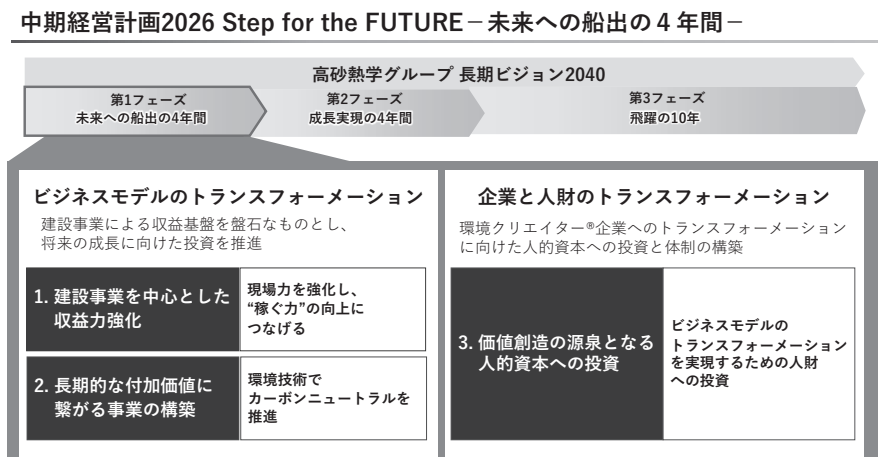 中期経営計画2026 Step for the FUTURE－未来への船出の４年間－
高砂熱学グループ 長期ビジョン2040
第1フェーズ
未来への船出の4年間
第2フェーズ
成長実現の4年間
第3フェーズ
飛躍の10年
ビジネスモデルのトランスフォーメーション
建設事業による収益基盤を盤石なものとし、
将来の成長に向けた投資を推進
1. 建設事業を中心とした
収益力強化
現場力を強化し、
“稼ぐ力”の向上に
つなげる
2. 長期的な付加価値に
繋がる事業の構築
環境技術で
カーボンニュートラルを
推進
企業と人財のトランスフォーメーション
環境クリエイター®企業へのトランスフォーメーション
に向けた人的資本への投資と体制の構築
3. 価値創造の源泉となる
人的資本への投資
ビジネスモデルの
トランスフォーメーション
を実現するための人財
への投資